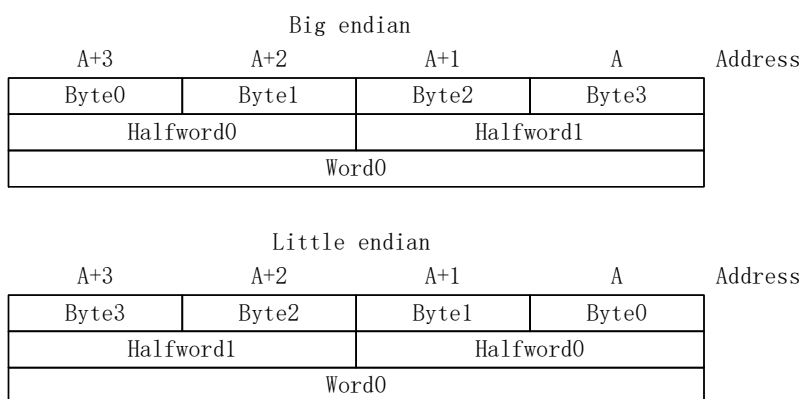 Big endian
A+3 A+2 A+1 A Address
Byte0 Byte1 Byte2 Byte3
Halfword0 Halfword1
Word0
Little endian
A+3 A+2 A+1 A Address
Byte3 Byte2 Byte1 Byte0
Halfword1 Halfword0
Word0